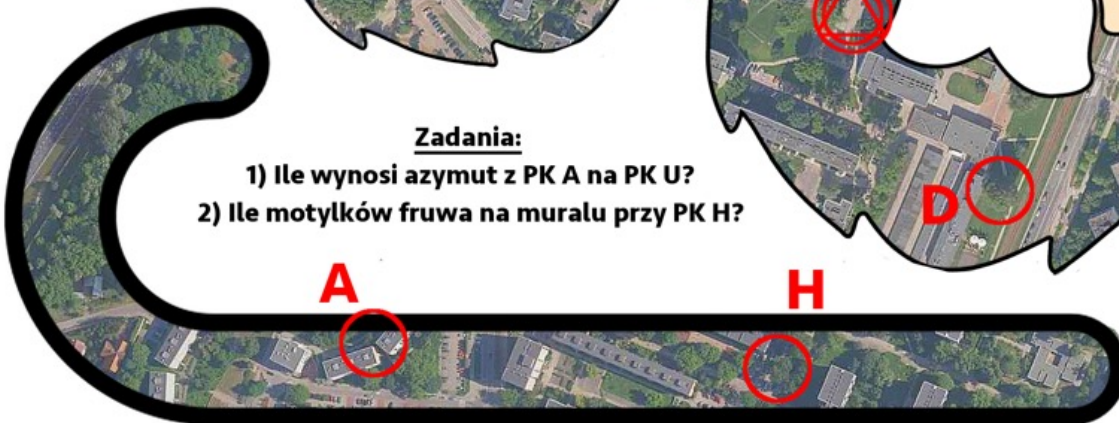 Zadania:
1) Ile wynosi azymut z PK A na PK U?
2) Ile motylków fruwa na muralu przy PK H?
D
A
H